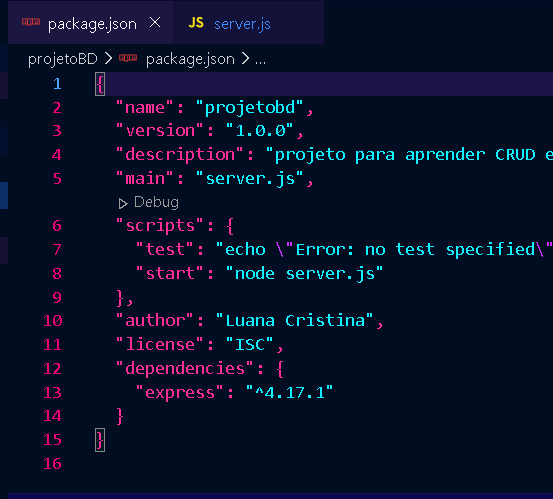 package.json
JS server.js
projetoBD > package.json > ...
1 {
2 "name": "projetobd",
3 "version": "1.0.0",
4 "description": "projeto para aprender CRUD e
5 "main": "server.js",
Debug
6 "scripts": {
7 "test": "echo \"Error: no test specified\"
8 "start": "node server.js"
9 },
10 "author": "Luana Cristina",
11 "license": "ISC",
12 "dependencies": {
13 "express": "^4.17.1"
14 }
15 }
16